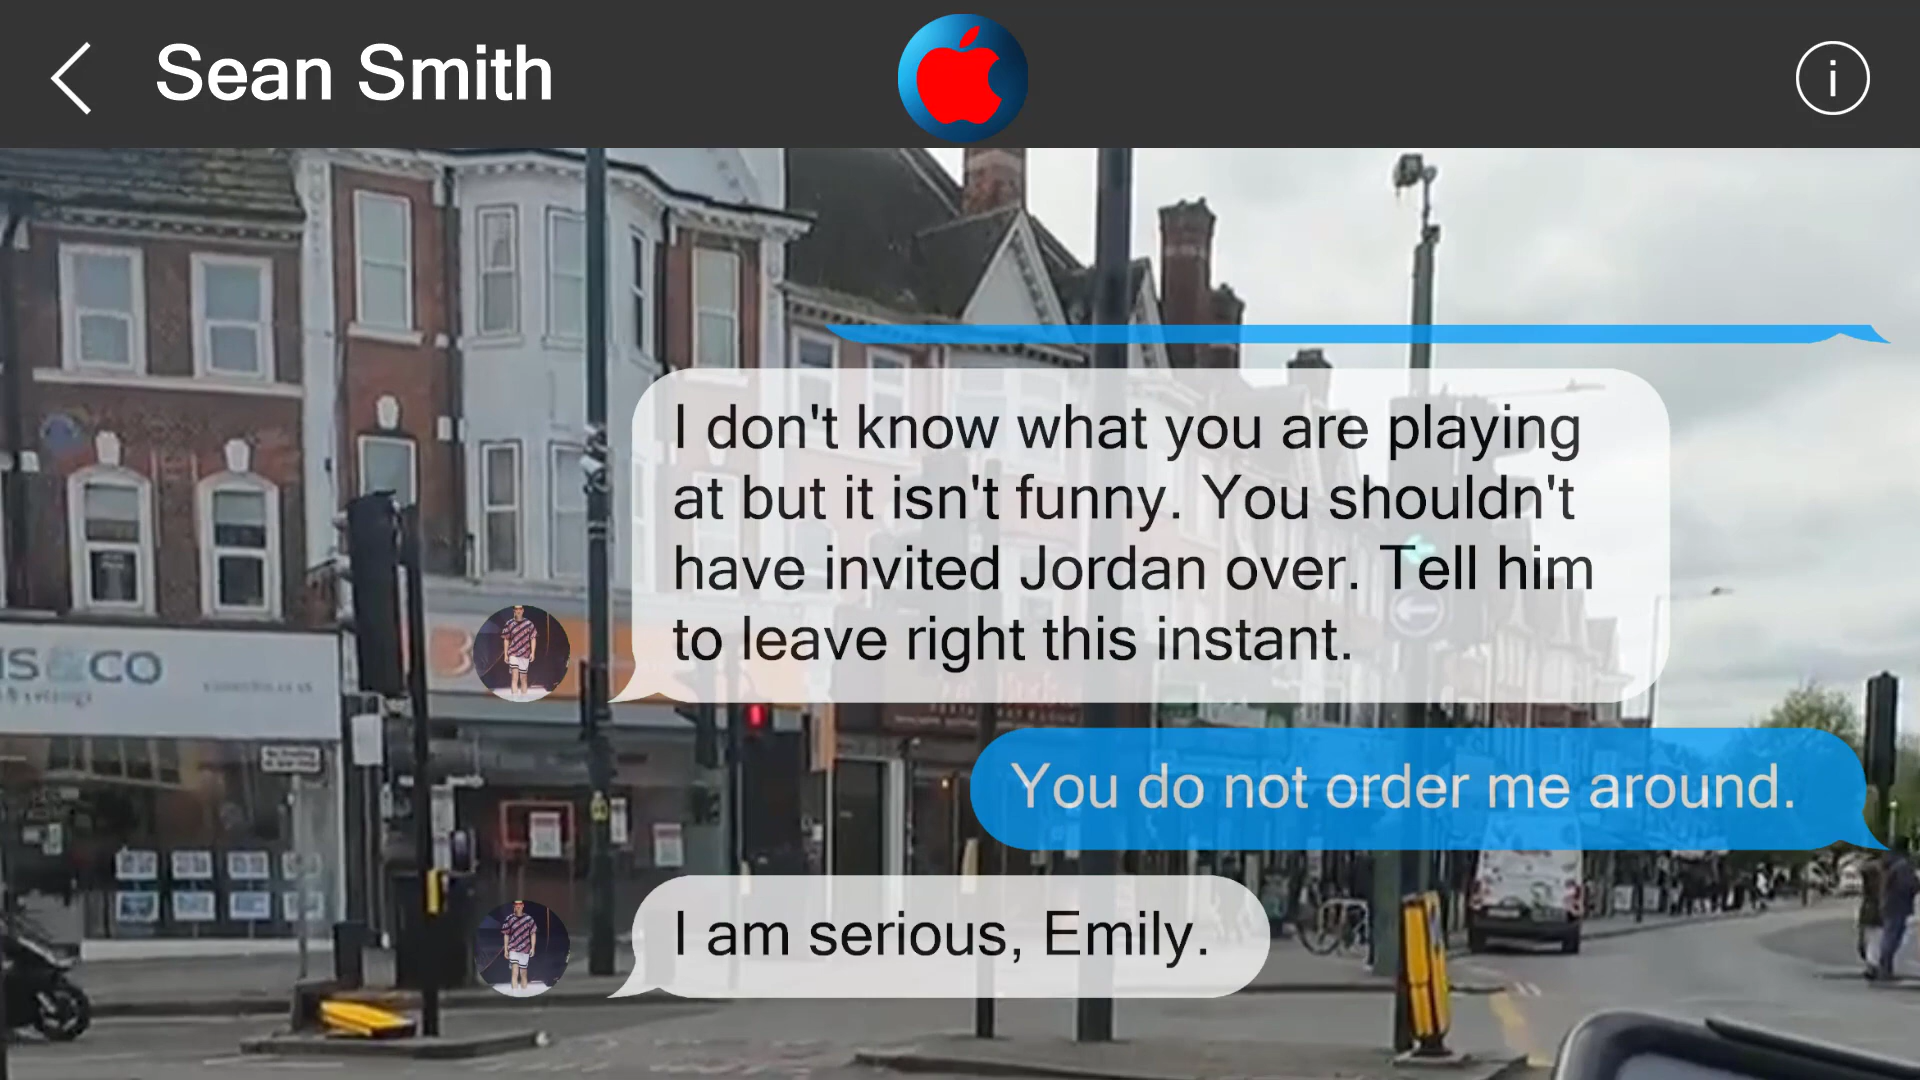 Sean Smith
i
I don't know what you are playing
at but it isn't funny. You shouldn't
have invited Jordan over. Tell him
to leave right this instant.
&CO
You do not order me around.
I am serious, Emily.